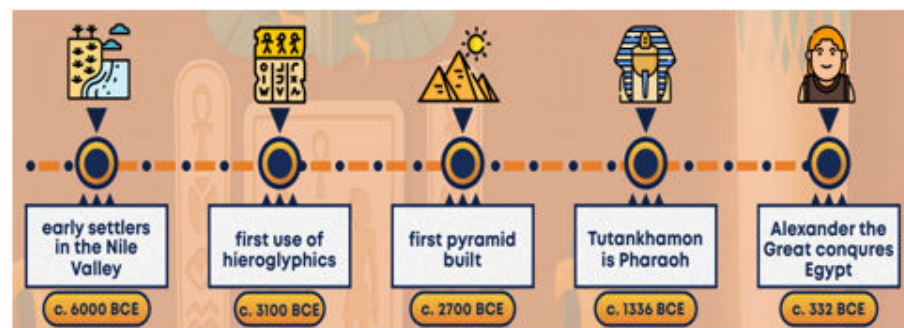 early settlers
in the Nile
Valley
c. 6000 BCE
first use of
hieroglyphics
c. 3100 BCE
first pyramid
built
c. 2700 BCE
Tutankhamon
is Pharaoh
c. 1336 BCE
Alexander the
Great conqures
Egypt
c. 332 BCE